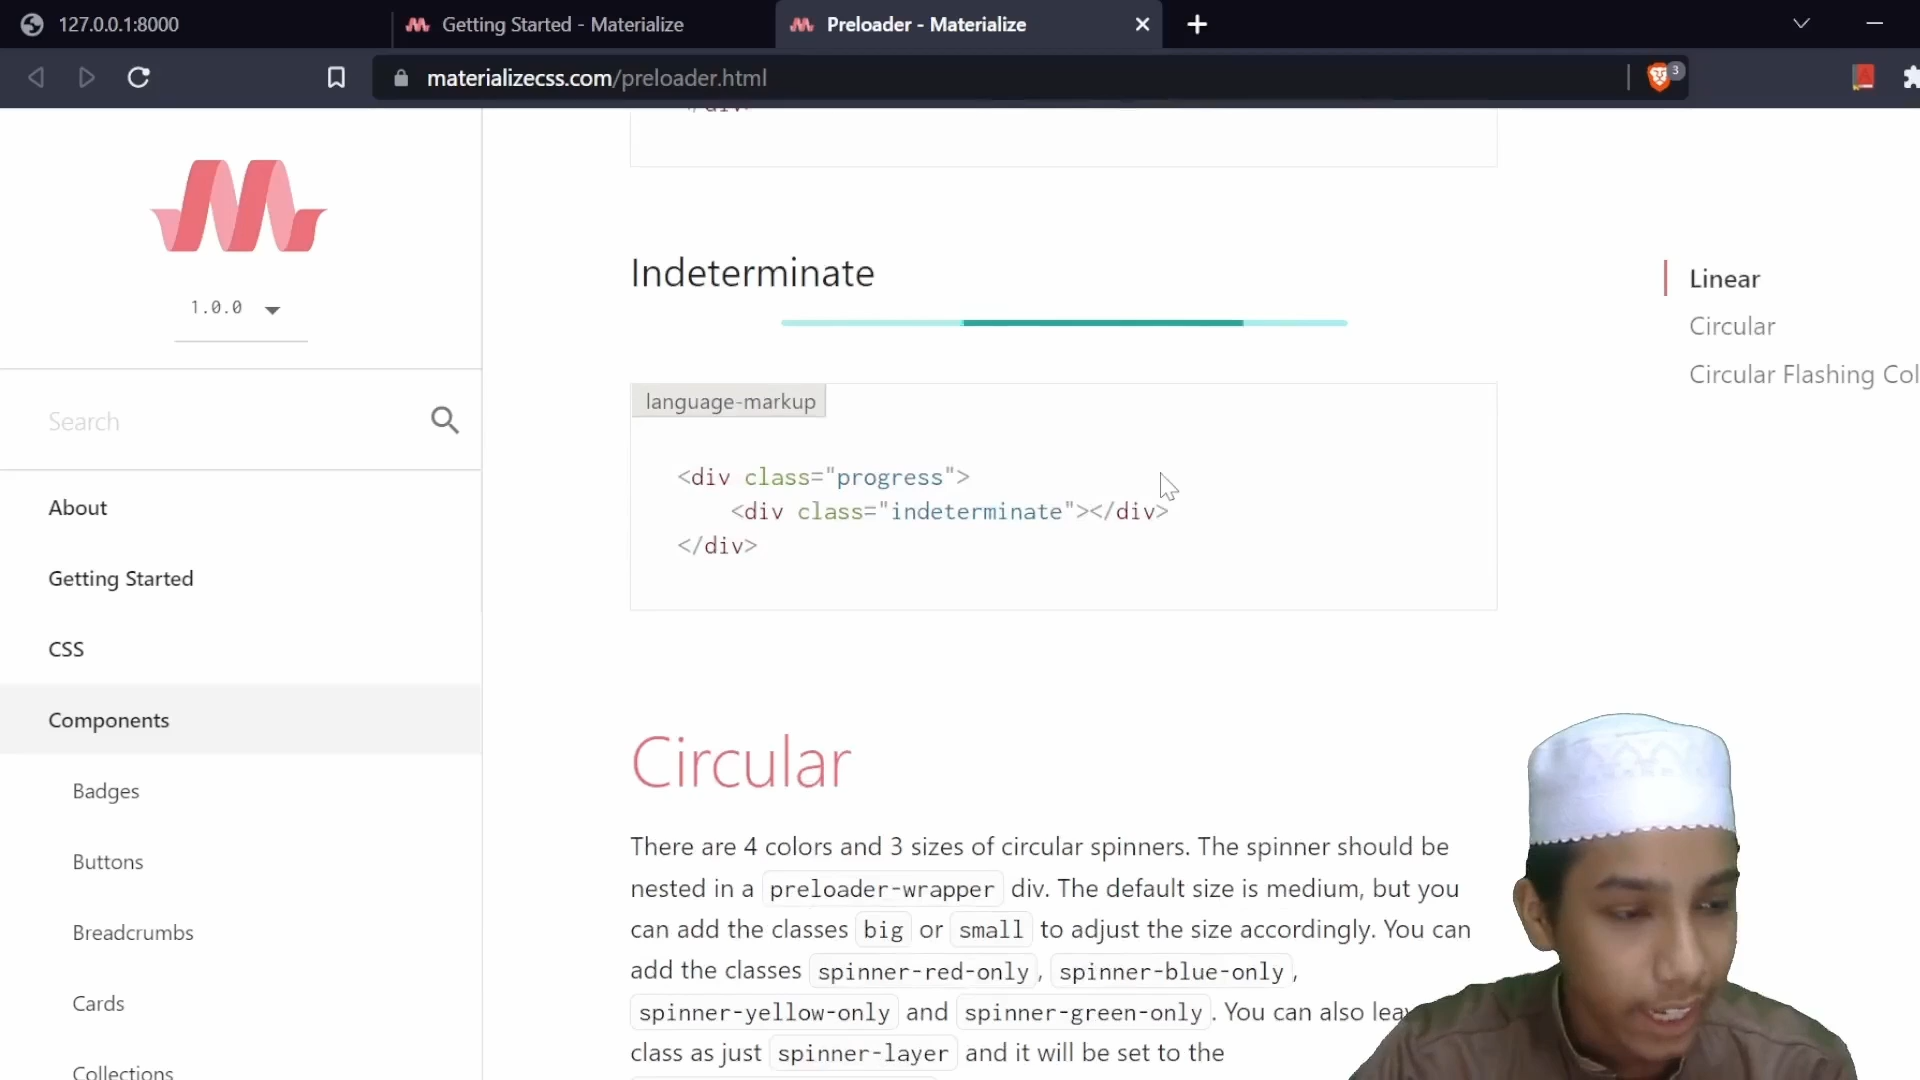 127.0.0.1:8000
Getting Started - Materialize
Preloader - Materialize
materializecss.com/preloader.html
3
1.0.0
Search
About
Getting Started
CSS
Components
Badges
Buttons
Breadcrumbs
Cards
Collections
</div>
Indeterminate
language-markup
<div class="progress">
<div class="indeterminate"></div>
</div>
Circular
There are 4 colors and 3 sizes of circular spinners. The spinner should be
nested in a preloader-wrapper div. The default size is medium, but you
can add the classes big or small to adjust the size accordingly. You can
add the classes spinner-red-only, spinner-blue-only,
spinner-yellow-only and spinner-green-only. You can also
class as just spinner-layer and it will be set to the
Linear
Circular
Circular Flashing Col